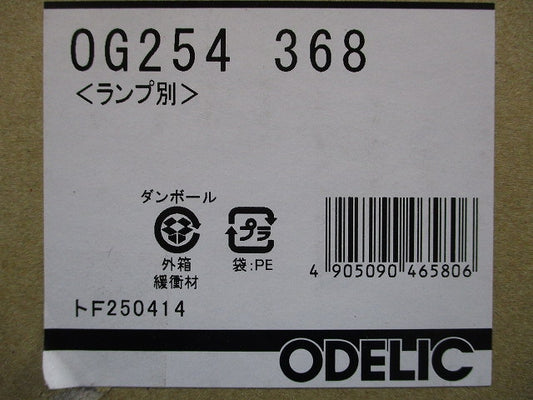 OG254 368
<ランプ別>
ダンボール
プラ
外箱
緩衝材
袋:PE
4 905090 465806
トF250414
ODELIC